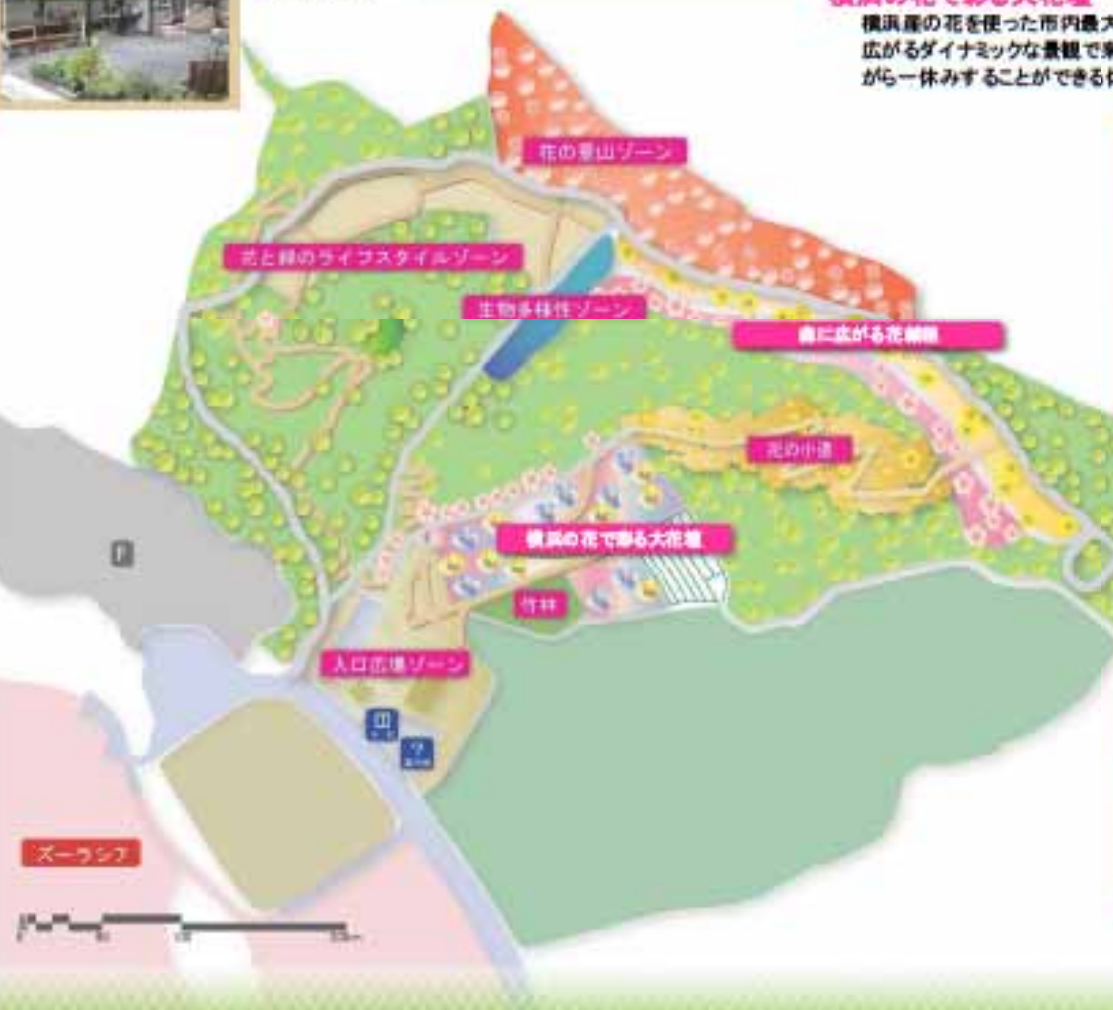 横浜の花で彩る大花壇
横浜産の花を使った市内最大
広がるダイナミックな景観で来
がら一休みすることができる休
花の里山ゾーン
花と緑のライフスタイルゾーン
生物多様性ゾーン
に広がる花
花の小道
横浜の花で彩る大花壇
竹林
P
入口広場ゾーン
ズーラシア